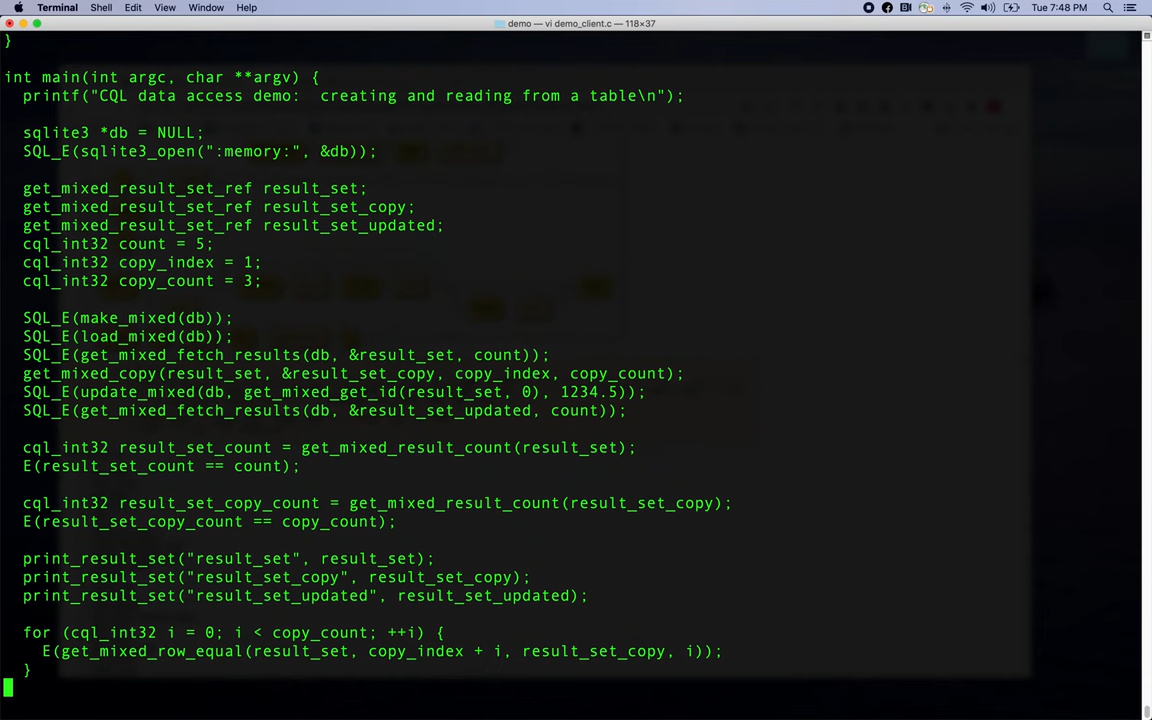 Terminal Shell Edit View Window Help Tue 7:48 PM
demo — vi demo_client.c — 118×37
}
int main(int argc, char **argv) {
  printf("CQL data access demo:  creating and reading from a table\n");
  sqlite3 *db = NULL;
  SQL_E(sqlite3_open(":memory:", &db));
  get_mixed_result_set_ref result_set;
  get_mixed_result_set_ref result_set_copy;
  get_mixed_result_set_ref result_set_updated;
  cql_int32 count = 5;
  cql_int32 copy_index = 1;
  cql_int32 copy_count = 3;
  SQL_E(make_mixed(db));
  SQL_E(load_mixed(db));
  SQL_E(get_mixed_fetch_results(db, &result_set, count));
  get_mixed_copy(result_set, &result_set_copy, copy_index, copy_count);
  SQL_E(update_mixed(db, get_mixed_get_id(result_set, 0), 1234.5));
  SQL_E(get_mixed_fetch_results(db, &result_set_updated, count));
  cql_int32 result_set_count = get_mixed_result_count(result_set);
  E(result_set_count == count);
  cql_int32 result_set_copy_count = get_mixed_result_count(result_set_copy);
  E(result_set_copy_count == copy_count);
  print_result_set("result_set", result_set);
  print_result_set("result_set_copy", result_set_copy);
  print_result_set("result_set_updated", result_set_updated);
  for (cql_int32 i = 0; i < copy_count; ++i) {
    E(get_mixed_row_equal(result_set, copy_index + i, result_set_copy, i));
  }